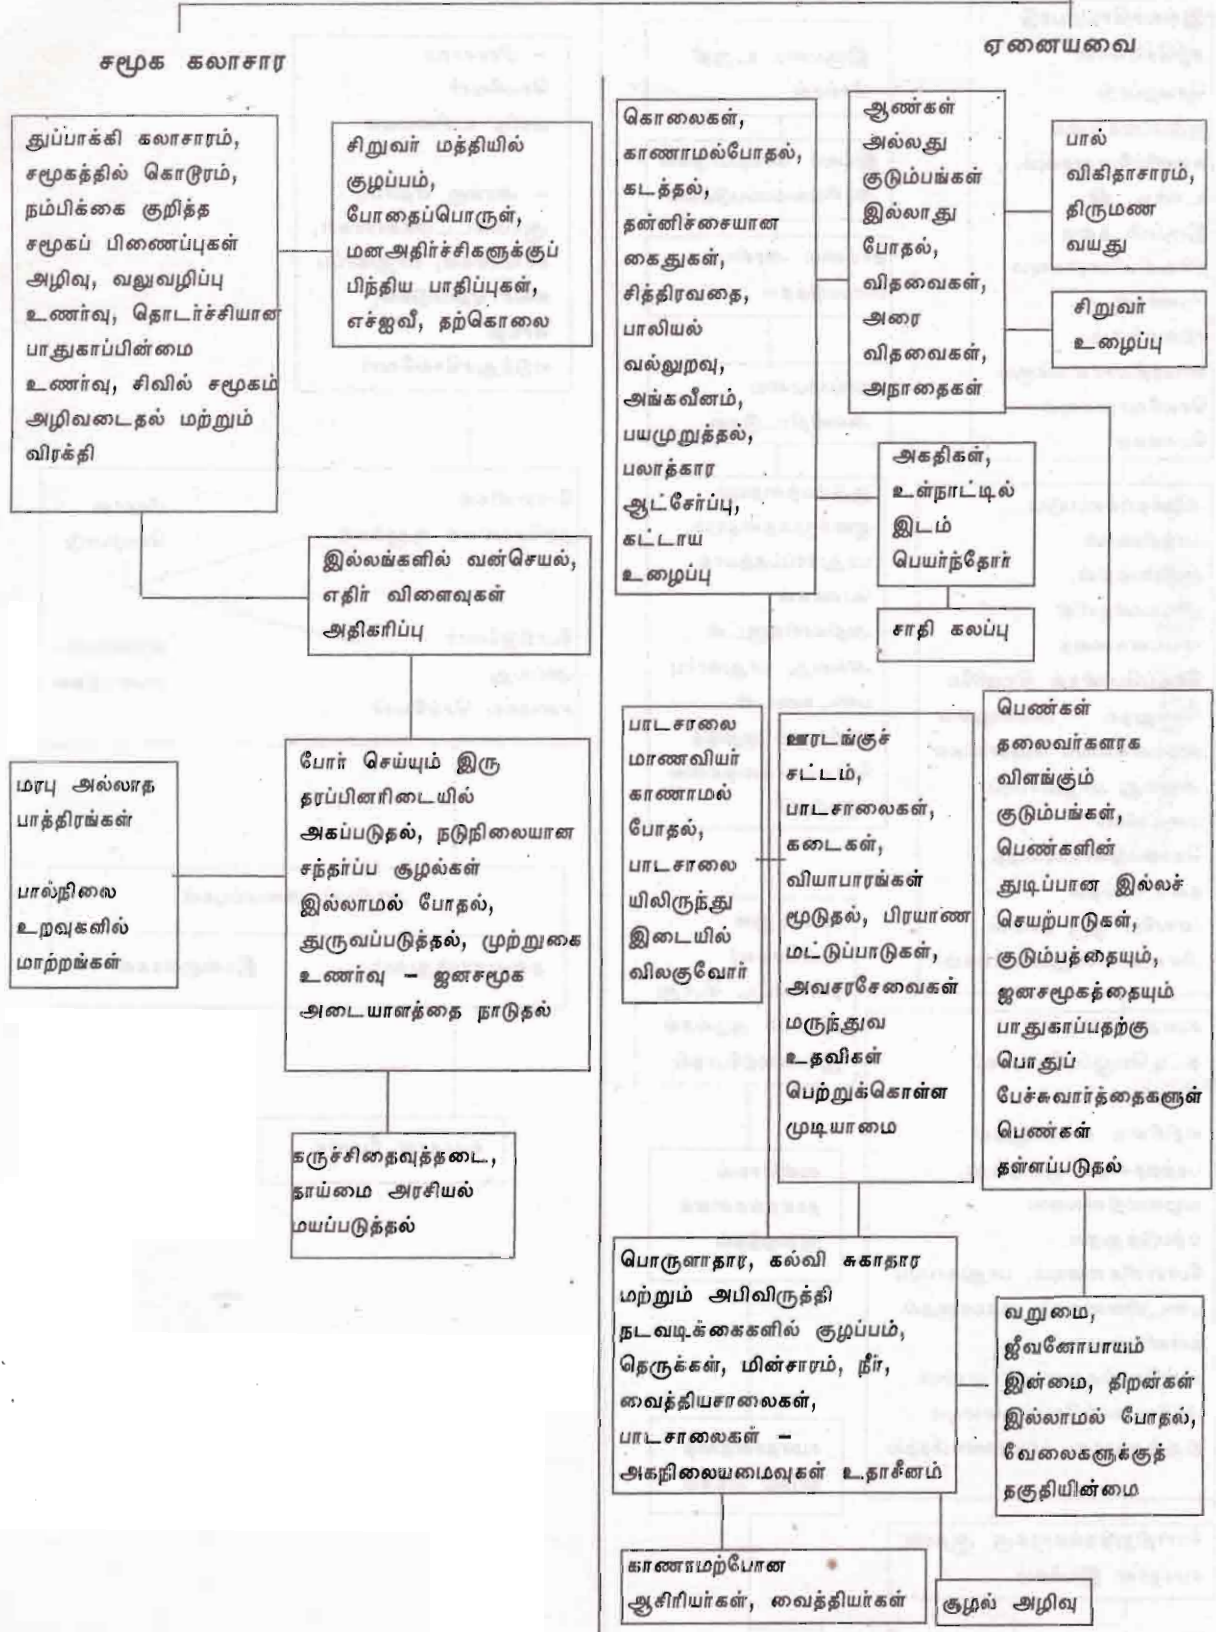 சமூக கலாசார
ஏனையவை
துப்பாக்கி கலாசாரம்,
சமூகத்தில் கொடூரம்,
நம்பிக்கை குறித்த
சமூகப் பிணைப்புகள்
அழிவு, வலுவழிப்பு
உணர்வு, தொடர்ச்சியான
பாதுகாப்பின்மை
உணர்வு, சிவில் சமூகம்
அழிவடைதல் மற்றும்
விரக்தி
சிறுவர் மத்தியில்
குழப்பம்,
போதைப்பொருள்,
மனஅதிர்ச்சிகளுக்குப்
பிந்திய பாதிப்புகள்,
எச்ஐவீ, தற்கொலை
இல்லங்களில் வன்செயல்,
எதிர் விளைவுகள்
அதிகரிப்பு
மரபு அல்லாத
பாத்திரங்கள்
பால்நிலை
உறவுகளில்
மாற்றங்கள்
போர் செய்யும் இரு
தரப்பினரிடையில்
அகப்படுதல், நடுநிலையான
சந்தர்ப்ப சூழல்கள்
இல்லாமல் போதல்,
துருவப்படுத்தல், முற்றுகை
உணர்வு – ஜனசமூக
அடையாளத்தை நாடுதல்
கருச்சிதைவுத்தடை,
தாய்மை அரசியல்
மயப்படுத்தல்
கொலைகள்,
காணாமல்போதல்,
கடத்தல்,
தன்னிச்சையான
கைதுகள்,
சித்திரவதை,
பாலியல்
வல்லுறவு,
அங்கவீனம்,
பயமுறுத்தல்,
பலாத்கார
ஆட்சேர்ப்பு,
கட்டாய
உழைப்பு
ஆண்கள்
அல்லது
குடும்பங்கள்
இல்லாது
போதல்,
விதவைகள்,
அரை
விதவைகள்,
அநாதைகள்
பால்
விகிதாசாரம்,
திருமண
வயது
சிறுவர்
உழைப்பு
அகதிகள்,
உள்நாட்டில்
இடம்
பெயர்ந்தோர்
சாதி கலப்பு
பாடசாலை
மாணவியர்
காணாமல்
போதல்,
பாடசாலை
யிலிருந்து
இடையில்
விலகுவோர்
ஊரடங்குச்
சட்டம்,
பாடசாலைகள்,
கடைகள்,
வியாபாரங்கள்
மூடுதல், பிரயாண
மட்டுப்பாடுகள்,
அவசரசேவைகள்
மருந்துவ
உதவிகள்
பெற்றுக்கொள்ள
முடியாமை
பெண்கள்
தலைவர்களாக
விளங்கும்
குடும்பங்கள்,
பெண்களின்
துடிப்பான இல்லச்
செயற்பாடுகள்,
குடும்பத்தையும்,
ஜனசமூகத்தையும்
பாதுகாப்பதற்கு
பொதுப்
பேச்சுவார்த்தைகளுள்
பெண்கள்
தள்ளப்படுதல்
பொருளாதார, கல்வி சுகாதார
மற்றும் அபிவிருத்தி
நடவடிக்கைகளில் குழப்பம்,
தெருக்கள், மின்சாரம், நீர்,
வைத்தியசாலைகள்,
பாடசாலைகள் –
அகநிலையமைவுகள் உதாசீனம்
வறுமை,
ஜீவனோபாயம்
இன்மை, திறன்கள்
இல்லாமல் போதல்,
வேலைகளுக்குத்
தகுதியின்மை
காணாமற்போன
ஆசிரியர்கள், வைத்தியர்கள்
சூழல் அழிவு